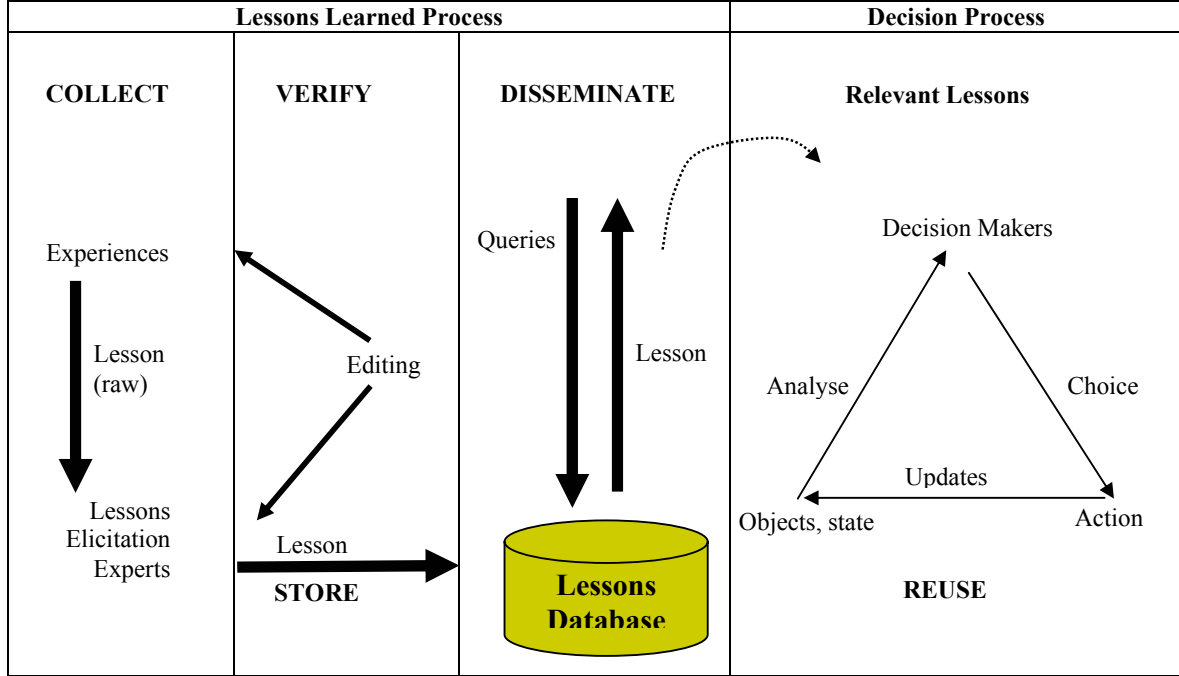 Lessons Learned Process
Decision Process
COLLECT
VERIFY
DISSEMINATE
Relevant Lessons
Experiences
Lesson
(raw)
Lessons
Elicitation
Experts
Editing
Lesson
STORE
Queries
Lesson
Lessons
Database
Decision Makers
Analyse
Choice
Updates
Objects, state
Action
REUSE